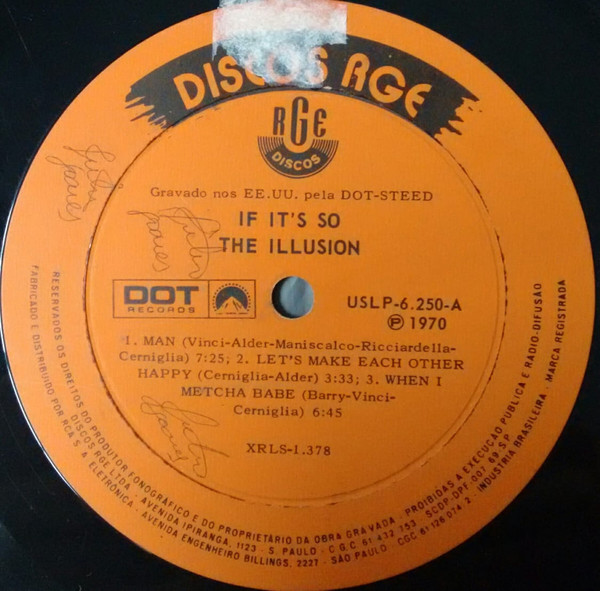 DISCOS RGE
RGE
DISCOS
Gravado nos EE.UU. pela DOT-STEED
IF IT'S SO
THE ILLUSION
DOT
RECORDS
USLP-6.250-A
Ⓟ 1970
1. MAN (Vinci-Alder-Maniscalco-Ricciardella-
Cerniglia) 7:25; 2. LET'S MAKE EACH OTHER
HAPPY (Cerniglia-Alder) 3:33; 3. WHEN I
METCHA BABE (Barry-Vinci-
Cerniglia) 6:45
XRLS-1.378
RESERVADOS OS DIREITOS DO PRODUTOR FONOGRÁFICO E DO PROPRIETÁRIO DA OBRA GRAVADA - PROIBIDAS A EXECUÇÃO PÚBLICA E RADIO-DIFUSÃO
DISCOS RGE LTDA. - AVENIDA IPIRANGA, 1123 - S. PAULO - C G C 61 432 753 - SCDP-DPF-007 69 S P
FABRICADO E DISTRIBUIDO POR RCA S. A. ELETRÔNICA - AVENIDA ENGENHEIRO BILLINGS, 2227 - SÃO PAULO - CGC 61 126 074-2 - INDUSTRIA BRASILEIRA - MARCA REGISTRADA